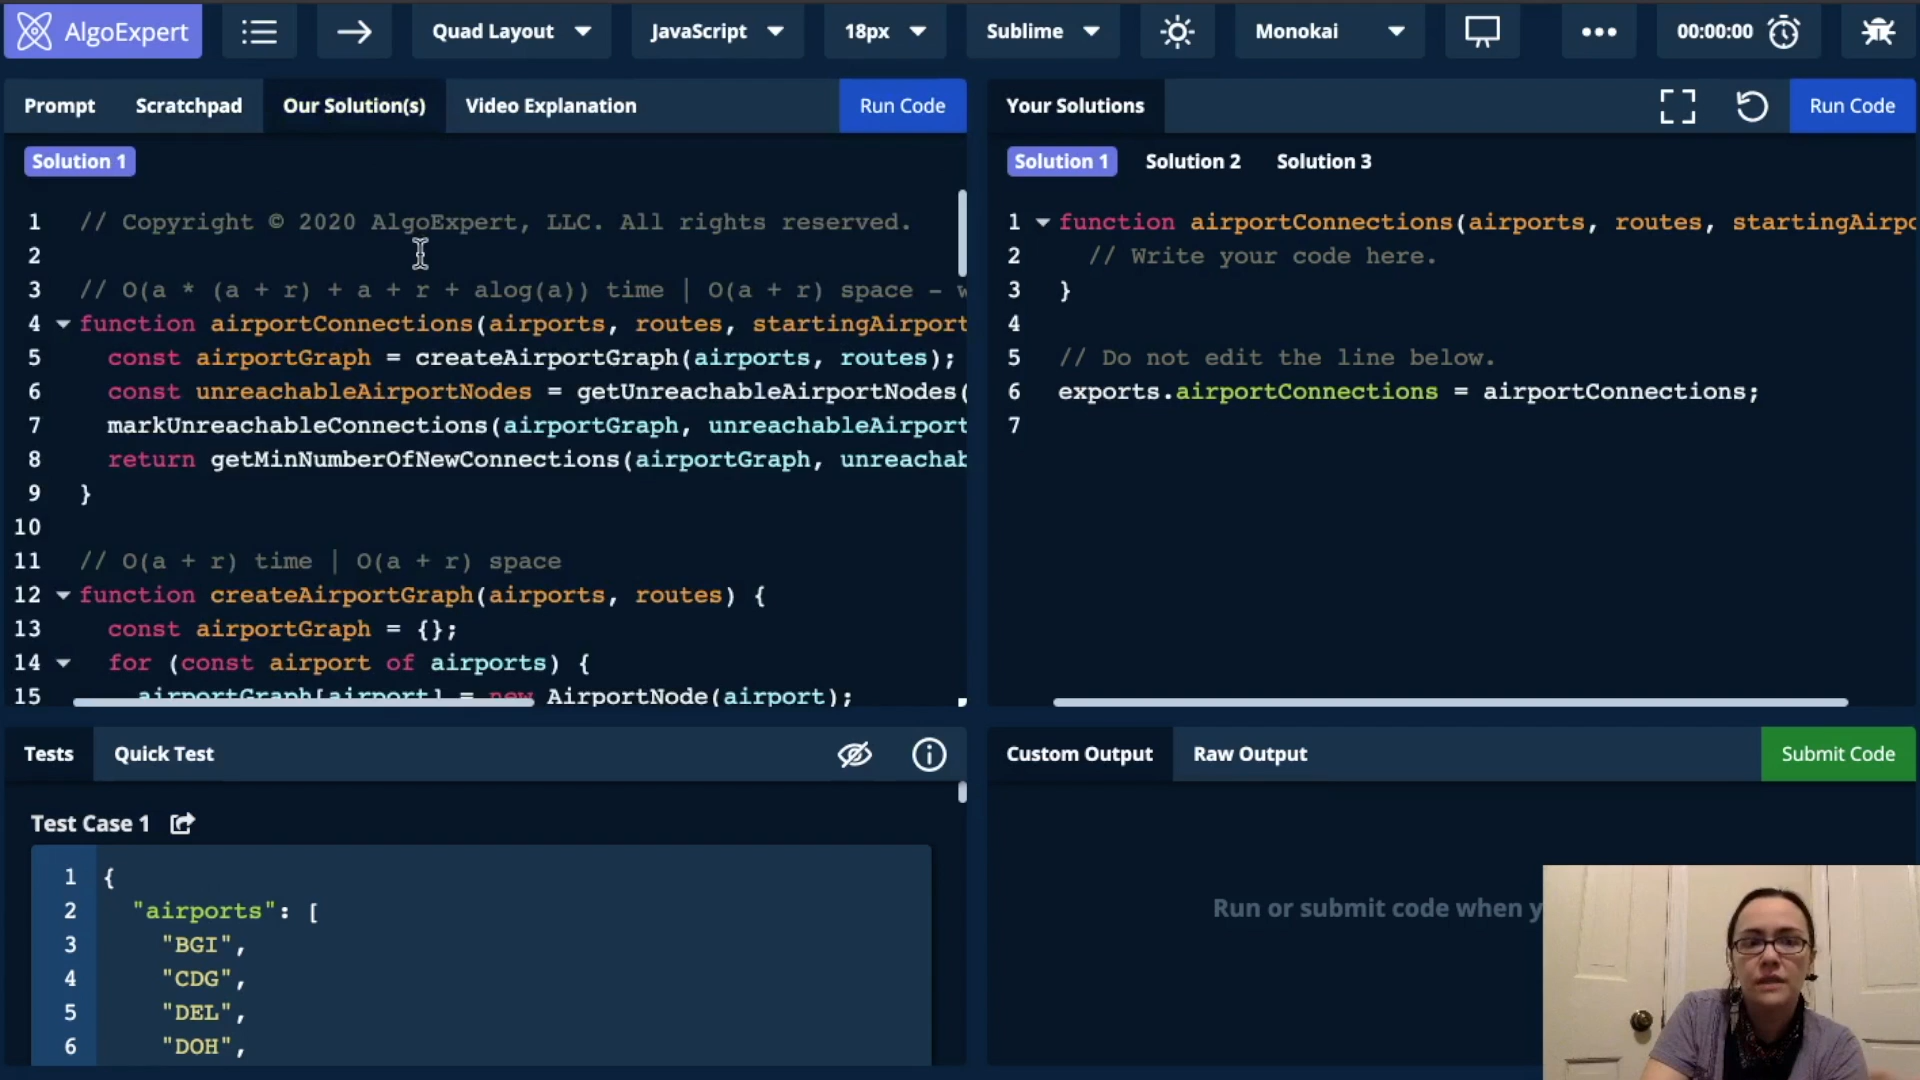 AlgoExpert
Quad Layout
JavaScript
18px
Sublime
Monokai
00:00:00
Prompt
Scratchpad
Our Solution(s)
Video Explanation
Run Code
Solution 1
1 // Copyright © 2020 AlgoExpert, LLC. All rights reserved.
2
3 // O(a * (a + r) + a + r + alog(a)) time | O(a + r) space - w
4 function airportConnections(airports, routes, startingAirport
5 const airportGraph = createAirportGraph(airports, routes);
6 const unreachableAirportNodes = getUnreachableAirportNodes(
7 markUnreachableConnections(airportGraph, unreachableAirport
8 return getMinNumberOfNewConnections(airportGraph, unreachab
9 }
10
11 // O(a + r) time | O(a + r) space
12 function createAirportGraph(airports, routes) {
13 const airportGraph = {};
14 for (const airport of airports) {
15 airportGraph[airport] = new AirportNode(airport);
Your Solutions
Run Code
Solution 1
Solution 2
Solution 3
1 function airportConnections(airports, routes, startingAirpo
2 // Write your code here.
3 }
4
5 // Do not edit the line below.
6 exports.airportConnections = airportConnections;
7
Tests
Quick Test
Test Case 1
1 {
2 "airports": [
3 "BGI",
4 "CDG",
5 "DEL",
6 "DOH",
Custom Output
Raw Output
Submit Code
Run or submit code when y